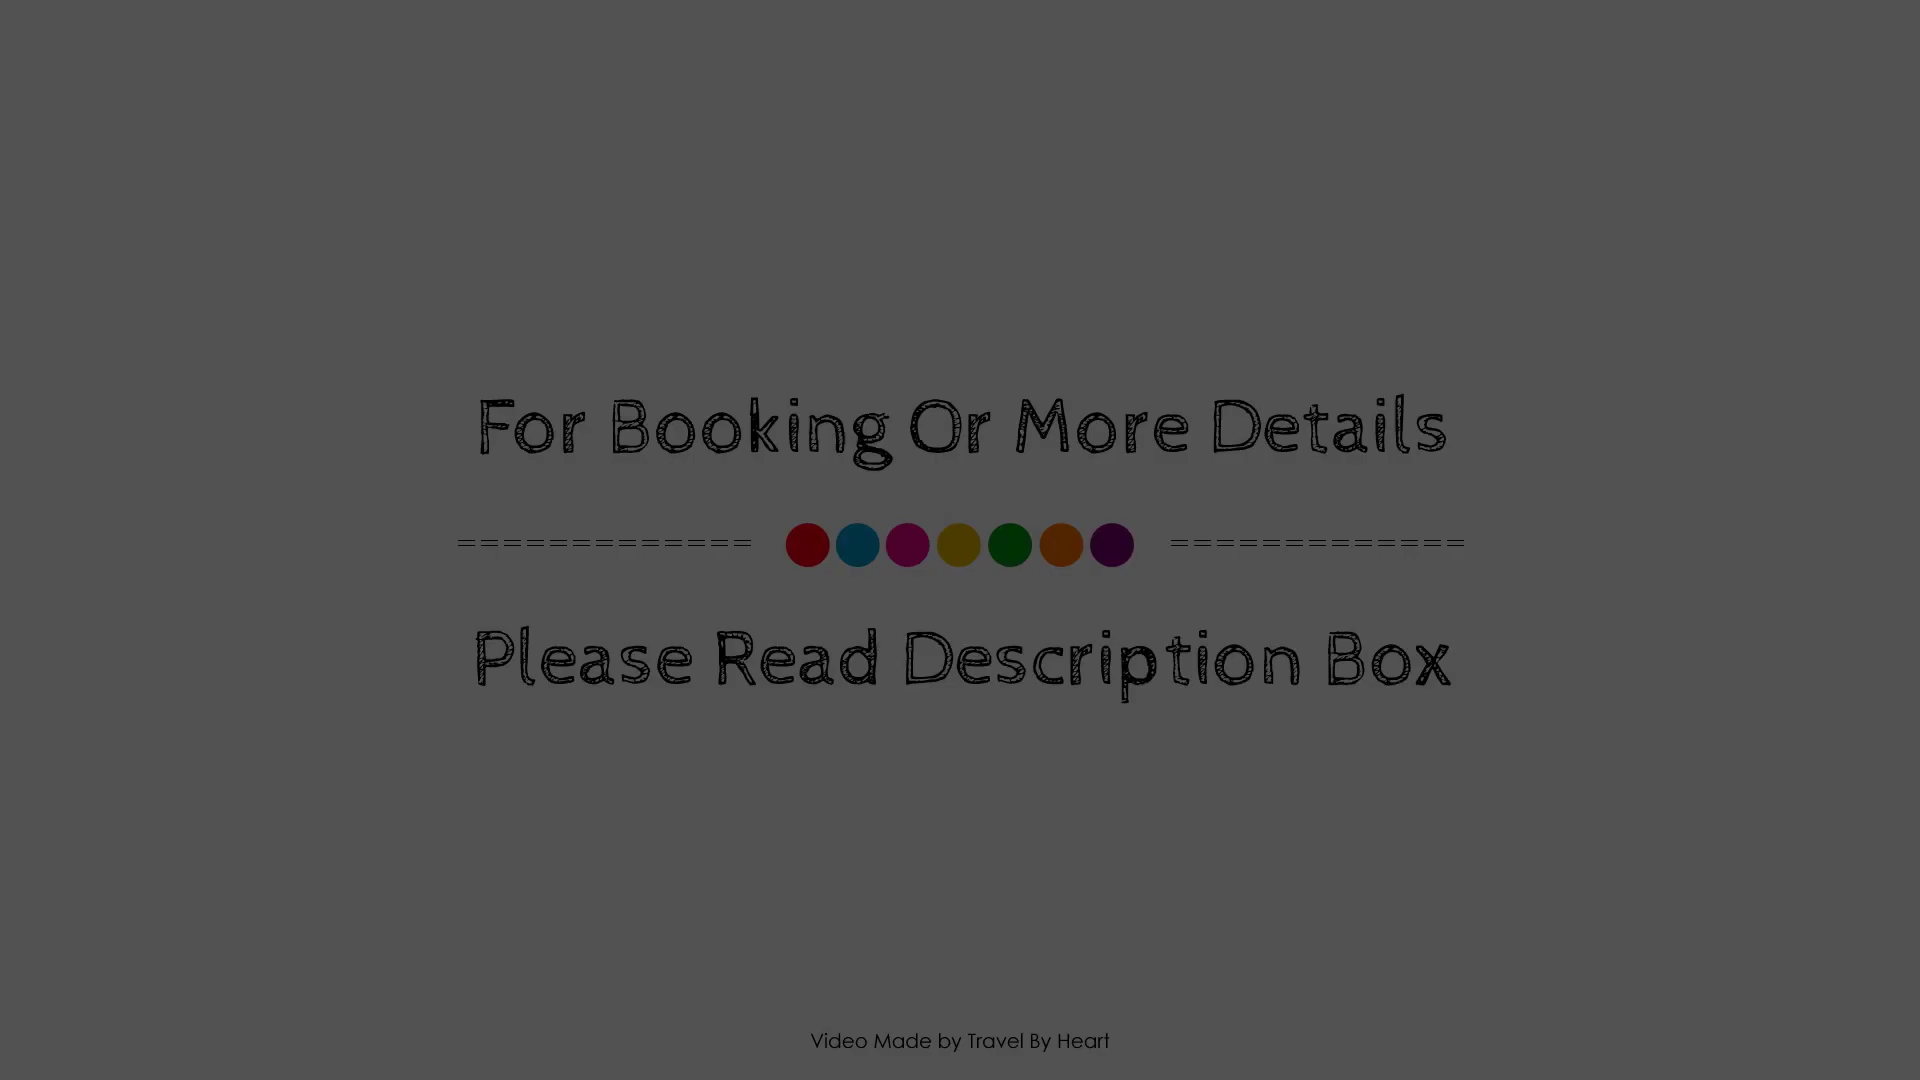 For Booking Or More Details
============= =============
Please Read Description Box
Video Made by Travel By Heart